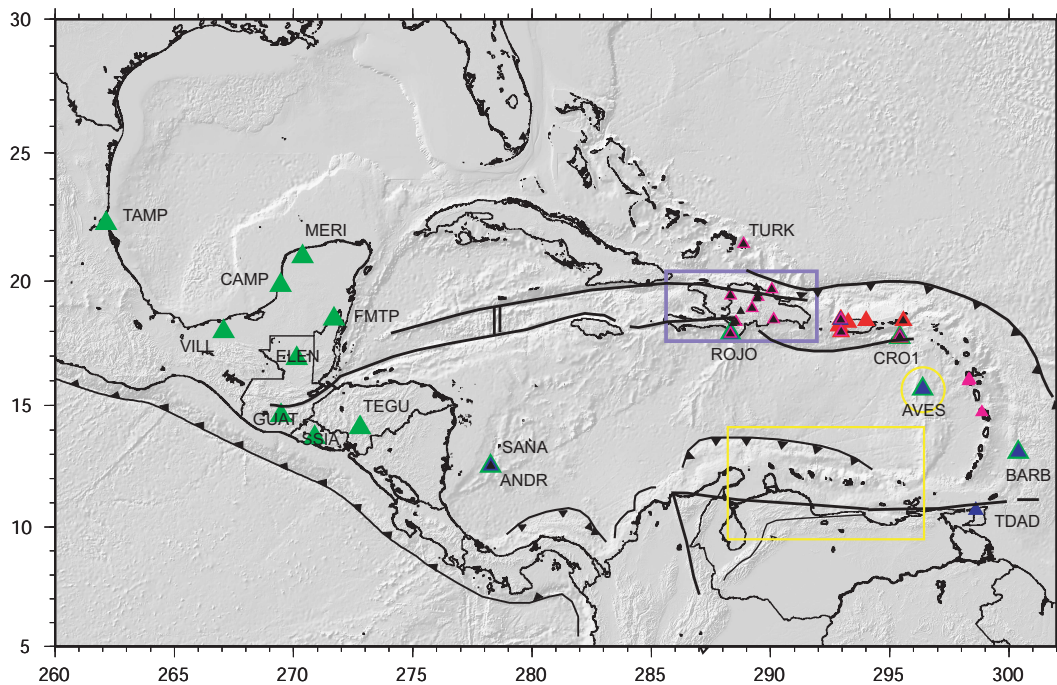 30
25
20
15
10
5
260
265
270
275
280
285
290
295
300
TAMP
MERI
TURK
CAMP
FMTP
VILL
ELEN
ROJO
CRO1
AVES
GUAT
TEGU
SSIA
SANA
ANDR
BARB
TDAD